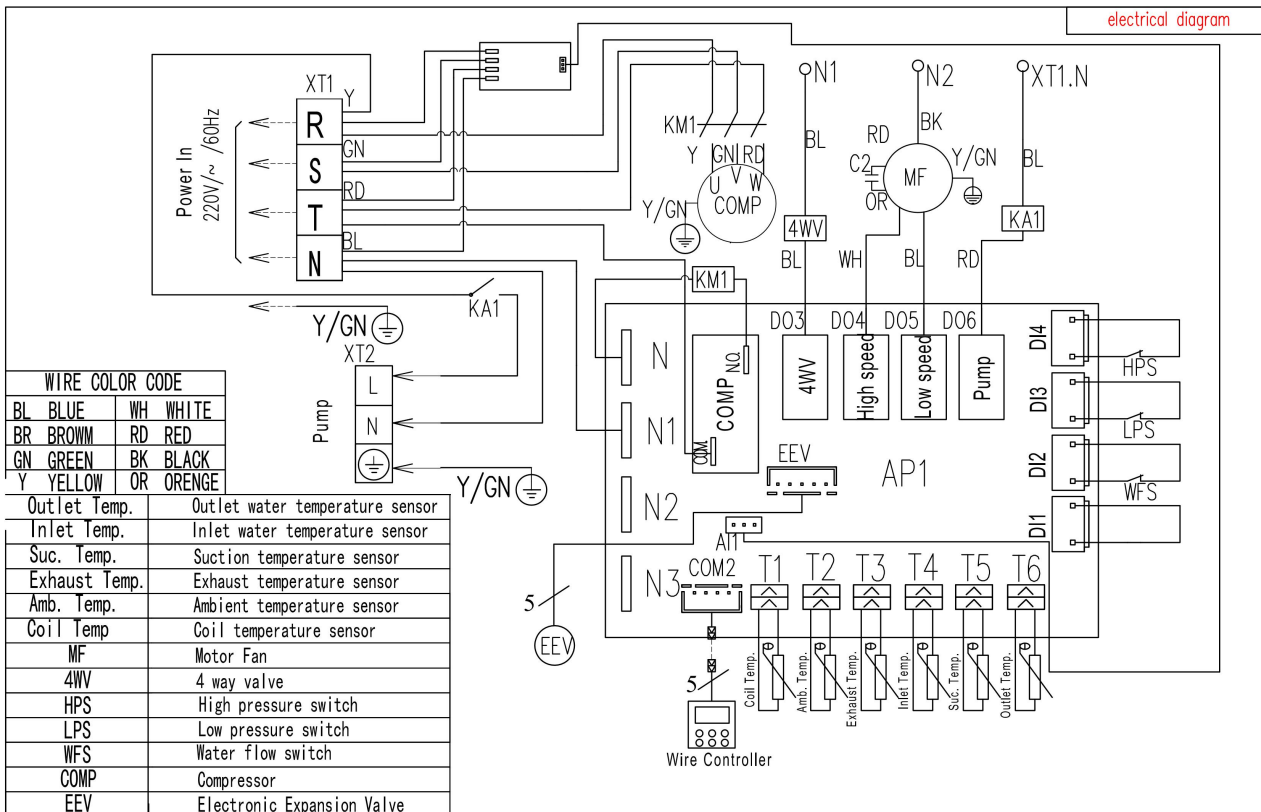 electrical diagram
XT1
Y
R
GN
S
RD
T
BL
N
Power In
220V/~ /60Hz
Y/GN
KA1
XT2
L
N
Pump
Y/GN
KM1
Y GN RD
U V W
COMP
Y/GN
N1
BL
4WV
BL
N2
BK
RD
C2
MF
Y/GN
OR
WH
BL
XT1.N
BL
KA1
RD
KM1
N
N1
N2
N3
COMP
N.O.
COM.
DO3
4WV
DO4
High speed
DO5
Low speed
DO6
Pump
EEV
AP1
AI1
COM2
DI4
HPS
DI3
LPS
DI2
WFS
DI1
5
EEV
5
Wire Controller
T1 T2 T3 T4 T5 T6
θ θ θ θ θ θ
Coil Temp.
Amb. Temp.
Exhaust Temp.
Inlet Temp.
Suc. Temp.
Outlet Temp.
WIRE COLOR CODE
BL BLUE WH WHITE
BR BROWM RD RED
GN GREEN BK BLACK
Y YELLOW OR ORENGE
Outlet Temp. Outlet water temperature sensor
Inlet Temp. Inlet water temperature sensor
Suc. Temp. Suction temperature sensor
Exhaust Temp. Exhaust temperature sensor
Amb. Temp. Ambient temperature sensor
Coil Temp Coil temperature sensor
MF Motor Fan
4WV 4 way valve
HPS High pressure switch
LPS Low pressure switch
WFS Water flow switch
COMP Compressor
EEV Electronic Expansion Valve